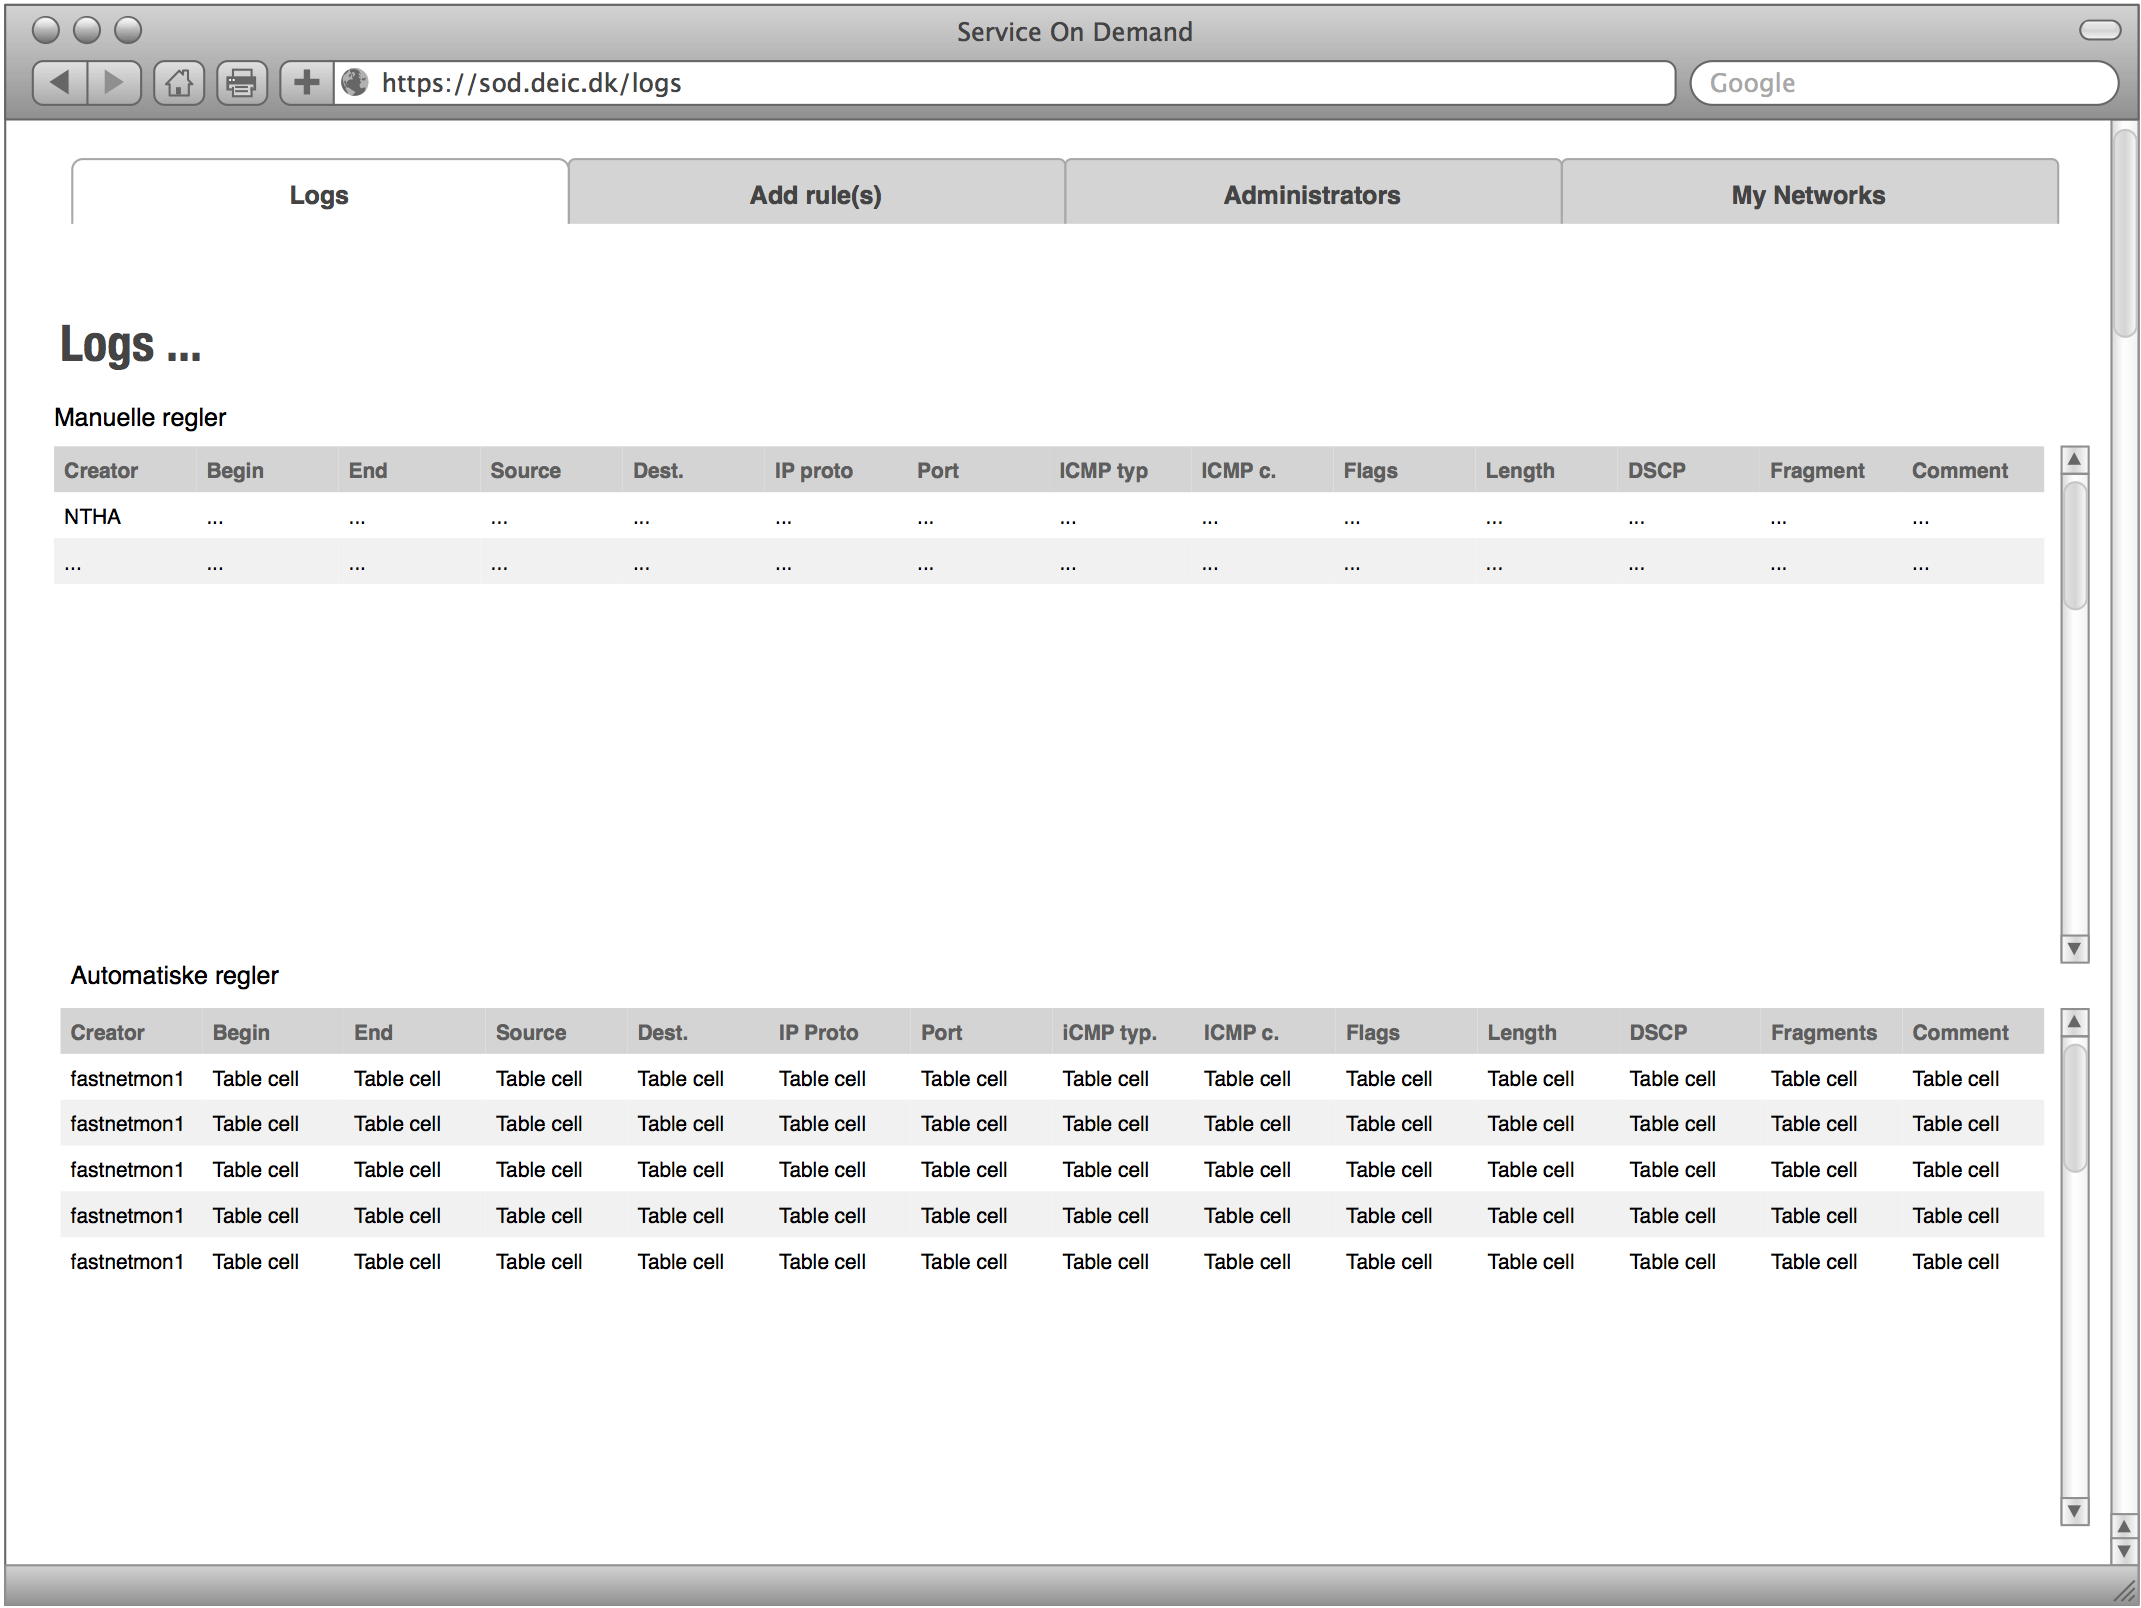 Service On Demand
https://sod.deic.dk/logs Google
Logs Add rule(s) Administrators My Networks
Logs ...
Manuelle regler
Creator Begin End Source Dest. IP proto Port ICMP typ ICMP c. Flags Length DSCP Fragment Comment
NTHA ... ... ... ... ... ... ... ... ... ... ... ... ...
... ... ... ... ... ... ... ... ... ... ... ... ... ...
Automatiske regler
Creator Begin End Source Dest. IP Proto Port iCMP typ. ICMP c. Flags Length DSCP Fragments Comment
fastnetmon1 Table cell Table cell Table cell Table cell Table cell Table cell Table cell Table cell Table cell Table cell Table cell Table cell Table cell
fastnetmon1 Table cell Table cell Table cell Table cell Table cell Table cell Table cell Table cell Table cell Table cell Table cell Table cell Table cell
fastnetmon1 Table cell Table cell Table cell Table cell Table cell Table cell Table cell Table cell Table cell Table cell Table cell Table cell Table cell
fastnetmon1 Table cell Table cell Table cell Table cell Table cell Table cell Table cell Table cell Table cell Table cell Table cell Table cell Table cell
fastnetmon1 Table cell Table cell Table cell Table cell Table cell Table cell Table cell Table cell Table cell Table cell Table cell Table cell Table cell